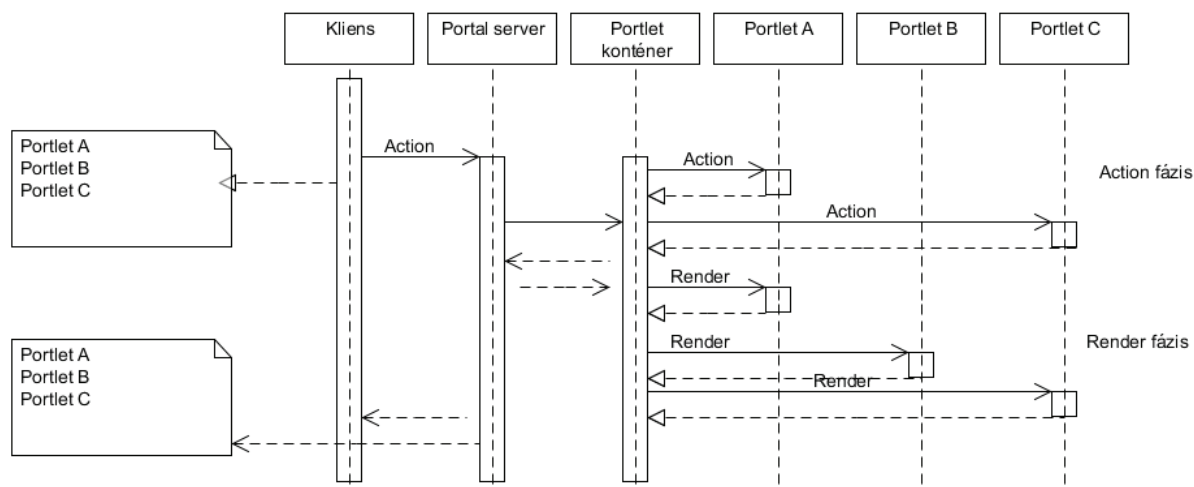 Kliens
Portal server
Portlet
konténer
Portlet A
Portlet B
Portlet C
Portlet A
Portlet B
Portlet C
Action
Action
Action fázis
Action
Render
Render
Render fázis
Render
Portlet A
Portlet B
Portlet C